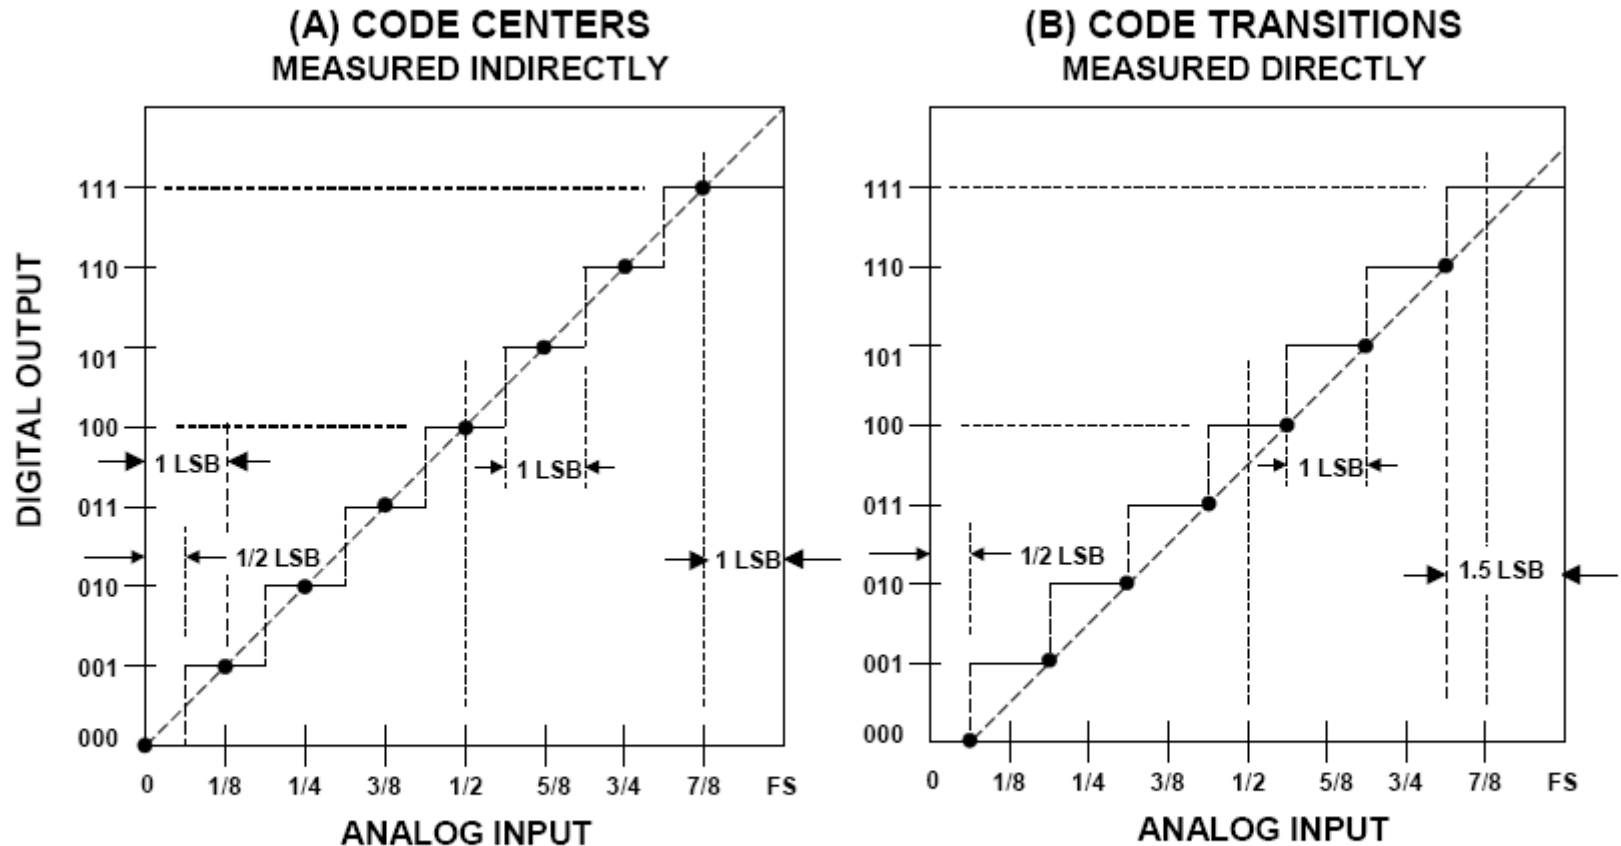 (A) CODE CENTERS
MEASURED INDIRECTLY
DIGITAL OUTPUT
111
110
101
100
011
010
001
000
1 LSB
1/2 LSB
1 LSB
1 LSB
0 1/8 1/4 3/8 1/2 5/8 3/4 7/8 FS
ANALOG INPUT
(B) CODE TRANSITIONS
MEASURED DIRECTLY
111
110
101
100
011
010
001
000
1/2 LSB
1 LSB
1.5 LSB
0 1/8 1/4 3/8 1/2 5/8 3/4 7/8 FS
ANALOG INPUT